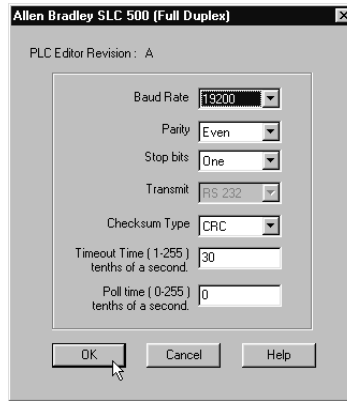 Allen Bradley SLC 500 (Full Duplex)
PLC Editor Revision : A
Baud Rate 19200
Parity Even
Stop bits One
Transmit RS 232
Checksum Type CRC
Timeout Time ( 1-255 )
tenths of a second. 30
Poll time ( 0-255 )
tenths of a second. 0
OK Cancel Help